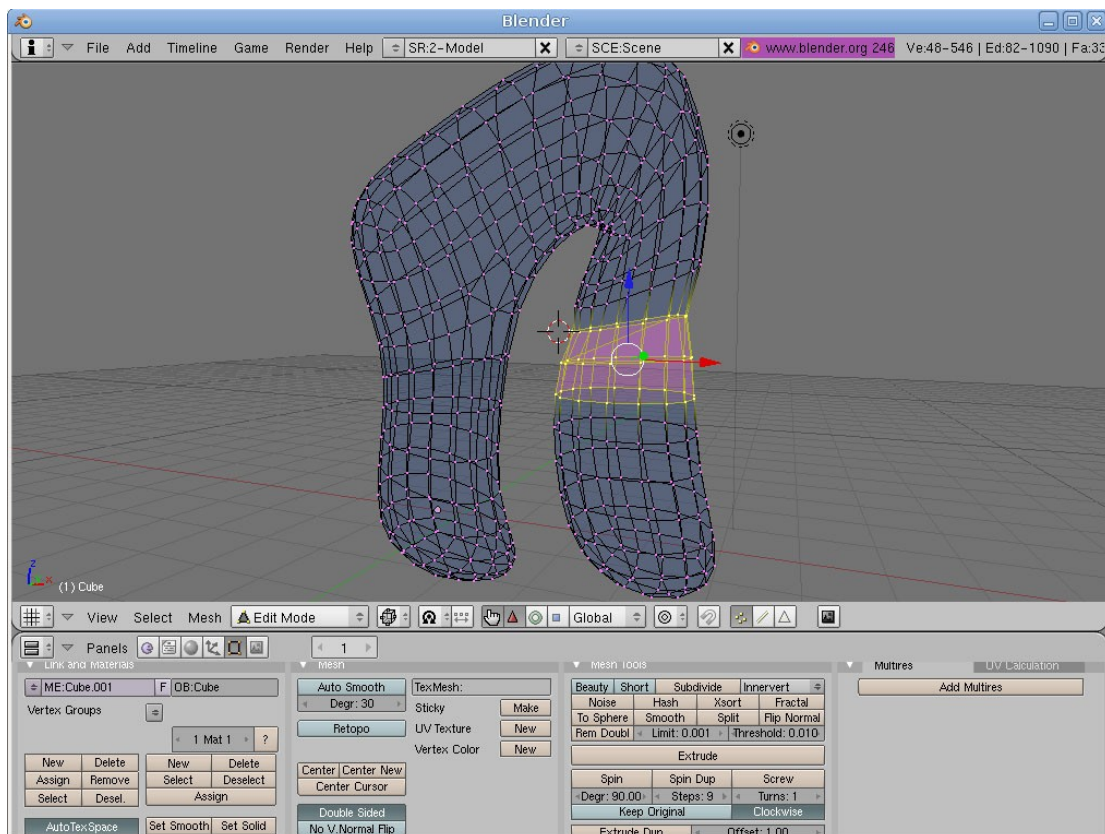 Blender
File Add Timeline Game Render Help SR:2-Model SCE:Scene www.blender.org 246 Ve:48-546 | Ed:82-1090 | Fa:33
z
x
(1) Cube
View Select Mesh Edit Mode Global
Panels 1
Link and Materials Mesh Mesh Tools Multires UV Calculation
ME:Cube.001 F OB:Cube Auto Smooth TexMesh: Beauty Short Subdivide Innervert Add Multires
Vertex Groups Degr: 30 Sticky Make Noise Hash Xsort Fractal
To Sphere Smooth Split Flip Normal
1 Mat 1 ? Retopo UV Texture New Rem Doubl Limit: 0.001 Threshold: 0.010
Vertex Color New Extrude
New Delete New Delete Center Center New Spin Spin Dup Screw
Assign Remove Select Deselect Center Cursor Degr: 90.00 Steps: 9 Turns: 1
Select Desel. Assign Keep Original Clockwise
AutoTexSpace Set Smooth Set Solid Double Sided Extrude Dup Offset: 1.00
No V.Normal Flip